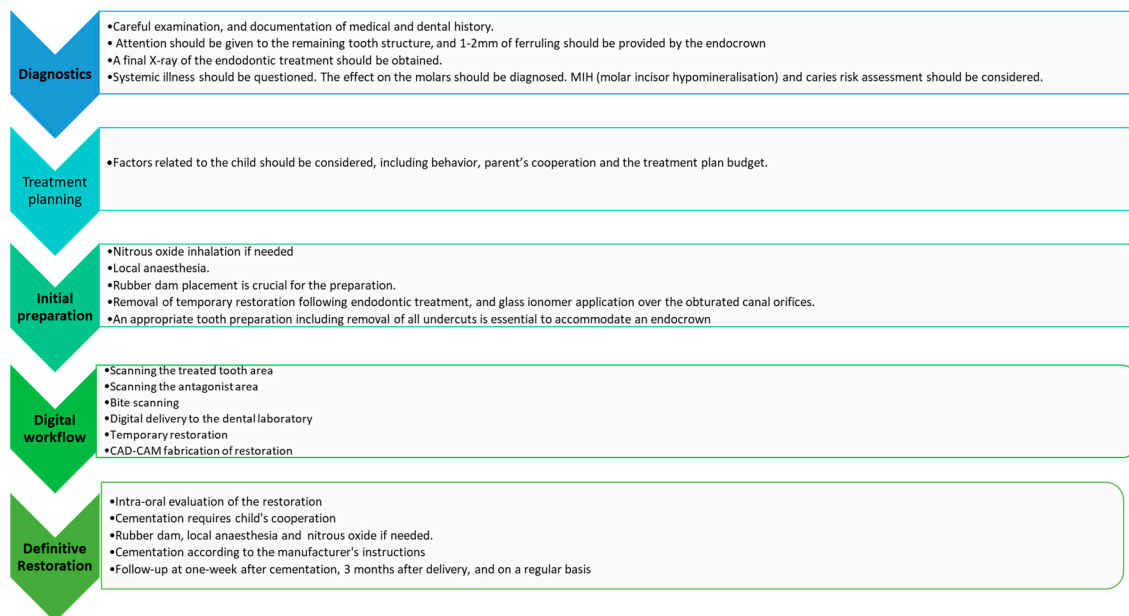 Diagnostics
•Careful examination, and documentation of medical and dental history.
• Attention should be given to the remaining tooth structure, and 1-2mm of ferruling should be provided by the endocrown
•A final X-ray of the endodontic treatment should be obtained.
•Systemic illness should be questioned. The effect on the molars should be diagnosed. MIH (molar incisor hypomineralisation) and caries risk assessment should be considered.
Treatment
planning
•Factors related to the child should be considered, including behavior, parent's cooperation and the treatment plan budget.
Initial
preparation
•Nitrous oxide inhalation if needed
•Local anaesthesia.
•Rubber dam placement is crucial for the preparation.
•Removal of temporary restoration following endodontic treatment, and glass ionomer application over the obturated canal orifices.
•An appropriate tooth preparation including removal of all undercuts is essential to accommodate an endocrown
Digital
workflow
•Scanning the treated tooth area
•Scanning the antagonist area
•Bite scanning
•Digital delivery to the dental laboratory
•Temporary restoration
•CAD-CAM fabrication of restoration
Definitive
Restoration
•Intra-oral evaluation of the restoration
•Cementation requires child's cooperation
•Rubber dam, local anaesthesia and  nitrous oxide if needed.
•Cementation according to the manufacturer's instructions
•Follow-up at one-week after cementation, 3 months after delivery, and on a regular basis